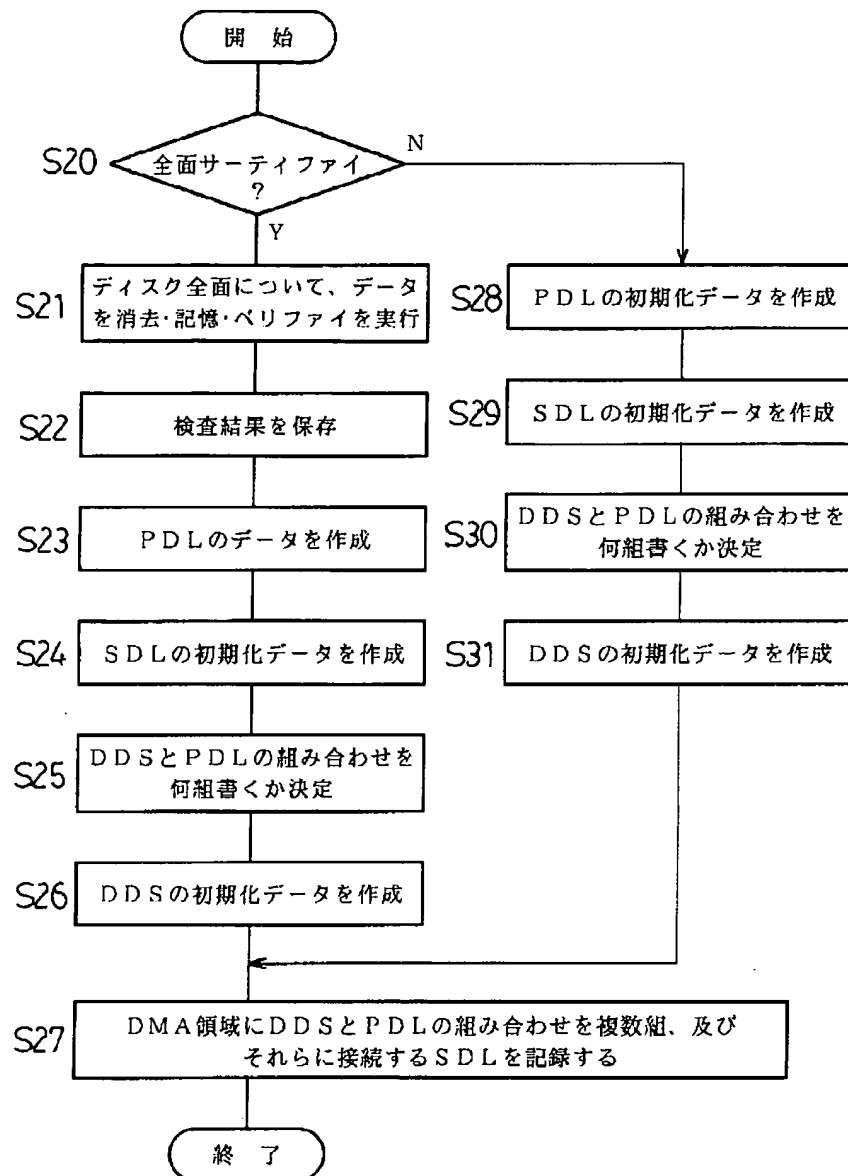 開 始
S20
全面サーティファイ
?
N
Y
S21
ディスク全面について、データ
を消去・記憶・ベリファイを実行
S22
検査結果を保存
S23
PDLのデータを作成
S24
SDLの初期化データを作成
S25
DDSとPDLの組み合わせを
何組書くか決定
S26
DDSの初期化データを作成
S28
PDLの初期化データを作成
S29
SDLの初期化データを作成
S30
DDSとPDLの組み合わせを
何組書くか決定
S31
DDSの初期化データを作成
S27
DMA領域にDDSとPDLの組み合わせを複数組、及び
それらに接続するSDLを記録する
終 了